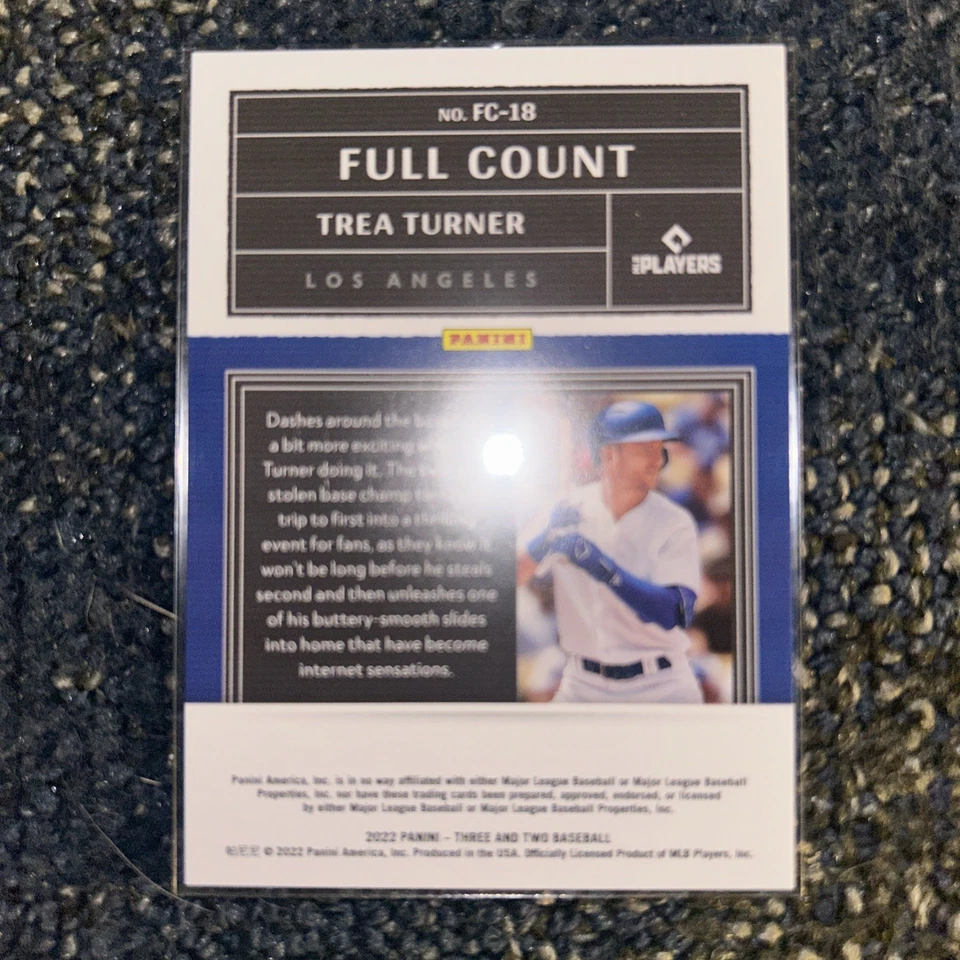 NO. FC-18
FULL COUNT
TREA TURNER
LOS ANGELES
MLB PLAYERS
PANINI
Dashes around the
a bit more exciting
Turner doing it. The
stolen base champ
trip to first into a
event for fans, as they know it
won't be long before he steals
second and then unleashes one
of his buttery-smooth slides
into home that have become
internet sensations.
Panini America, Inc. is in no way affiliated with either Major League Baseball or Major League Baseball
Properties, Inc. nor have these trading cards been prepared, approved, endorsed, or licensed
by either Major League Baseball or Major League Baseball Properties, Inc.
2022 PANINI – THREE AND TWO BASEBALL
© 2022 Panini America, Inc. Produced in the USA. Officially Licensed Product of MLB Players, Inc.